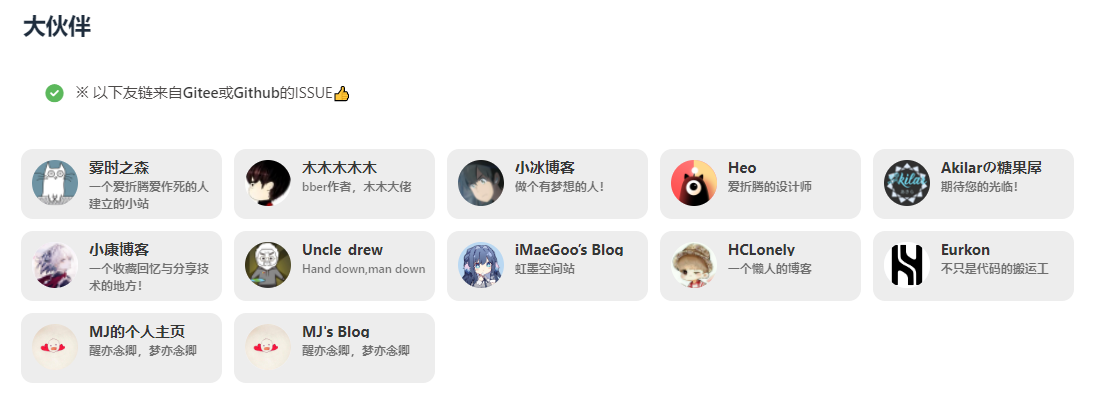 大伙伴
※ 以下友链来自Gitee或Github的ISSUE👍
雾时之森
一个爱折腾爱作死的人
建立的小站
木木木木木
bber作者，木木大佬
小冰博客
做个有梦想的人！
Heo
爱折腾的设计师
Akilar
Akilarの糖果屋
期待您的光临！
小康博客
一个收藏回忆与分享技
术的地方！
Uncle_drew
Hand down,man down
iMaeGoo's Blog
虹墨空间站
HCLonely
一个懒人的博客
Eurkon
不只是代码的搬运工
MJ的个人主页
醒亦念卿，梦亦念卿
MJ's Blog
醒亦念卿，梦亦念卿